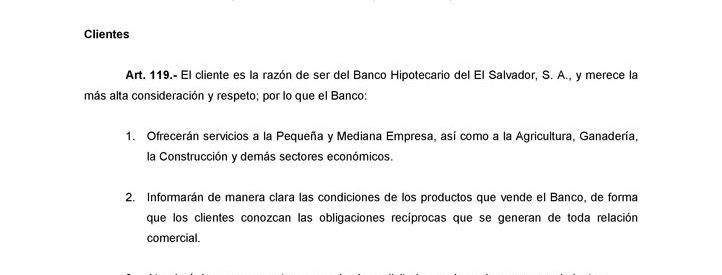 Clientes
Art. 119.- El cliente es la razón de ser del Banco Hipotecario del El Salvador, S. A., y merece la
más alta consideración y respeto; por lo que el Banco:
1. Ofrecerán servicios a la Pequeña y Mediana Empresa, así como a la Agricultura, Ganadería,
la Construcción y demás sectores económicos.
2. Informarán de manera clara las condiciones de los productos que vende el Banco, de forma
que los clientes conozcan las obligaciones recíprocas que se generan de toda relación
comercial.